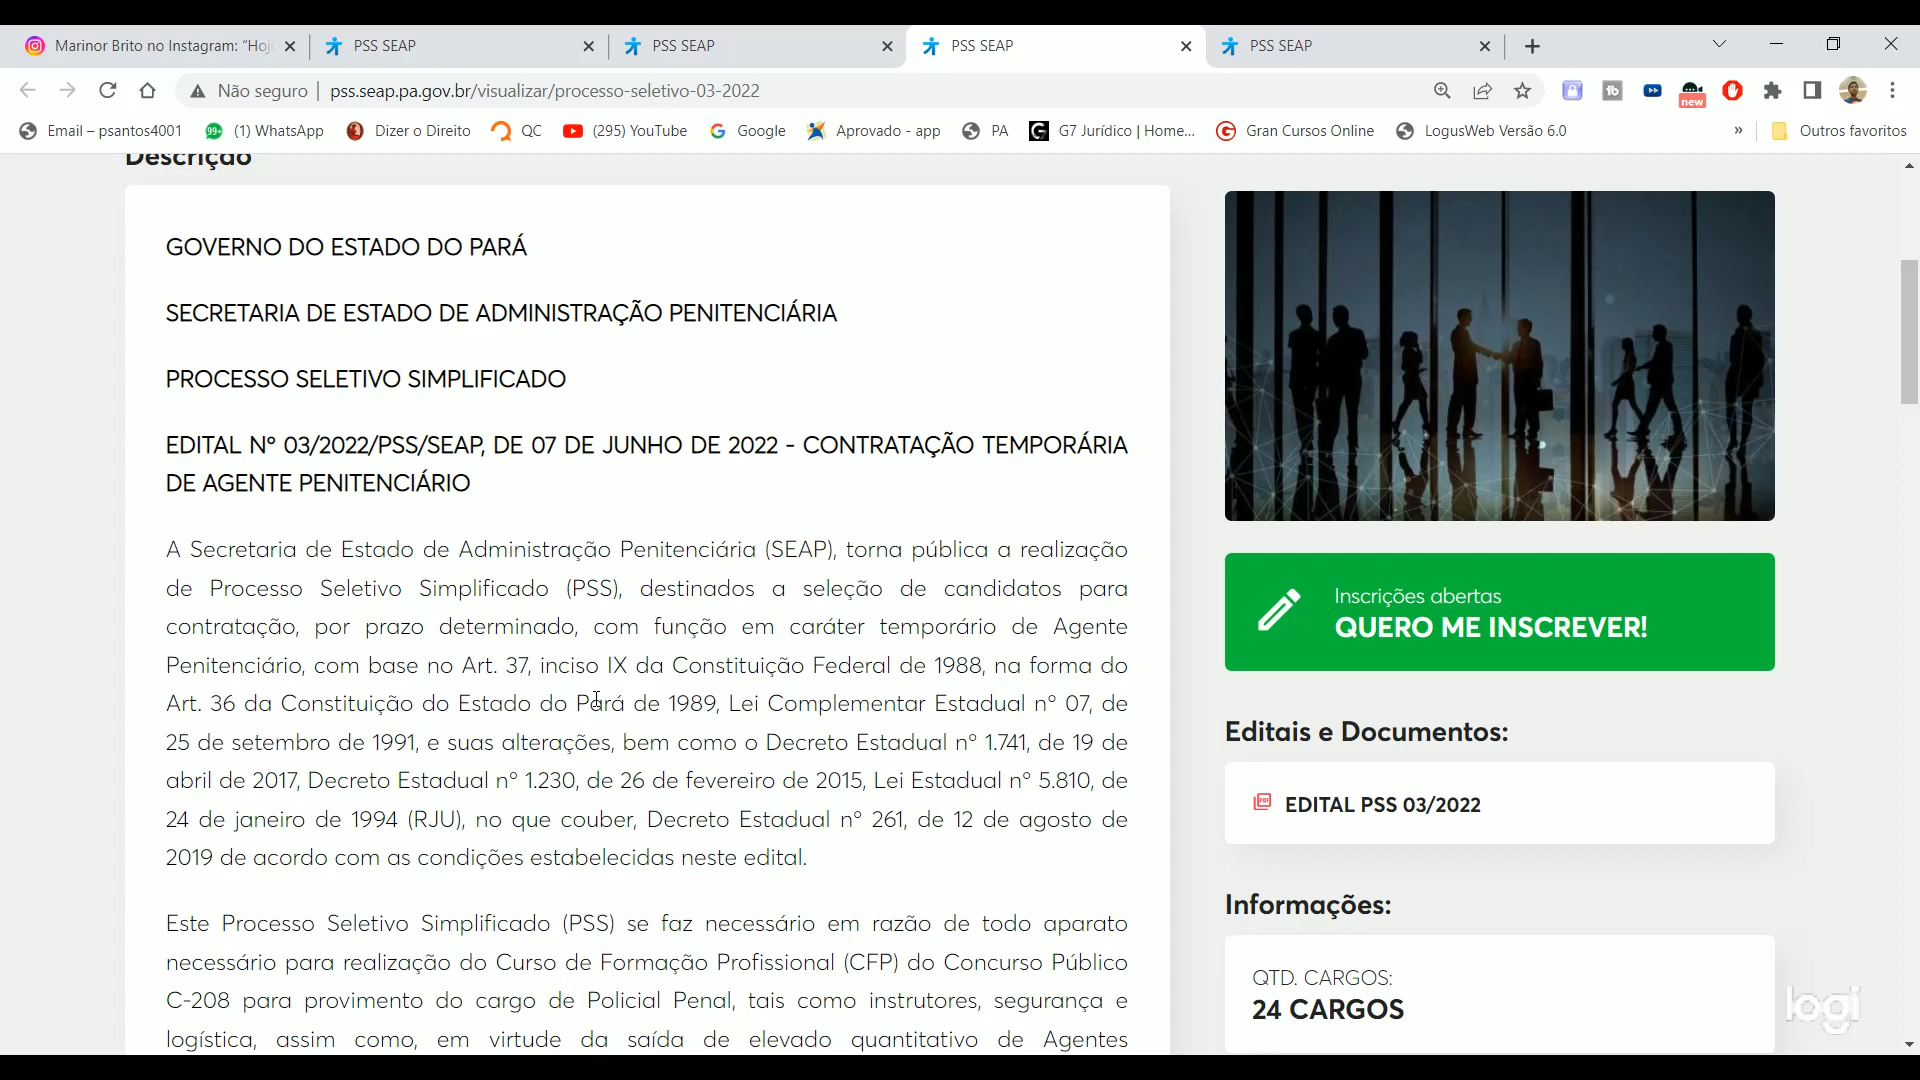 Marinor Brito no Instagram: “Hoj
PSS SEAP
PSS SEAP
PSS SEAP
PSS SEAP
Não seguro
pss.seap.pa.gov.br/visualizar/processo-seletivo-03-2022
new
Email – psantos4001
99+
(1) WhatsApp
Dizer o Direito
QC
(295) YouTube
Google
Aprovado - app
PA
G7 Jurídico | Home...
Gran Cursos Online
LogusWeb Versão 6.0
»
Outros favoritos
Descrição
GOVERNO DO ESTADO DO PARÁ
SECRETARIA DE ESTADO DE ADMINISTRAÇÃO PENITENCIÁRIA
PROCESSO SELETIVO SIMPLIFICADO
EDITAL Nº 03/2022/PSS/SEAP, DE 07 DE JUNHO DE 2022 - CONTRATAÇÃO TEMPORÁRIA
DE AGENTE PENITENCIÁRIO
A Secretaria de Estado de Administração Penitenciária (SEAP), torna pública a realização
de Processo Seletivo Simplificado (PSS), destinados a seleção de candidatos para
contratação, por prazo determinado, com função em caráter temporário de Agente
Penitenciário, com base no Art. 37, inciso IX da Constituição Federal de 1988, na forma do
Art. 36 da Constituição do Estado do Pará de 1989, Lei Complementar Estadual nº 07, de
25 de setembro de 1991, e suas alterações, bem como o Decreto Estadual nº 1.741, de 19 de
abril de 2017, Decreto Estadual nº 1.230, de 26 de fevereiro de 2015, Lei Estadual nº 5.810, de
24 de janeiro de 1994 (RJU), no que couber, Decreto Estadual nº 261, de 12 de agosto de
2019 de acordo com as condições estabelecidas neste edital.
Este Processo Seletivo Simplificado (PSS) se faz necessário em razão de todo aparato
necessário para realização do Curso de Formação Profissional (CFP) do Concurso Público
C-208 para provimento do cargo de Policial Penal, tais como instrutores, segurança e
logística, assim como, em virtude da saída de elevado quantitativo de Agentes
Inscrições abertas
QUERO ME INSCREVER!
Editais e Documentos:
EDITAL PSS 03/2022
Informações:
QTD. CARGOS:
24 CARGOS
logi